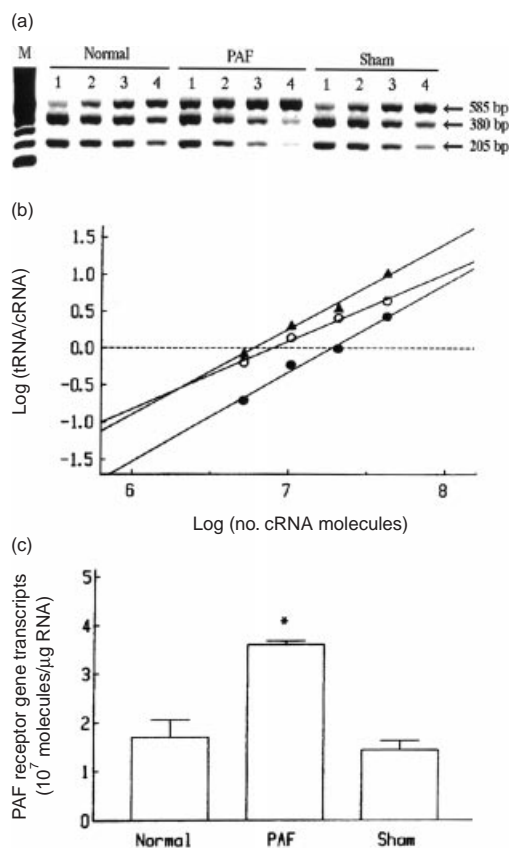 (a)
Normal PAF Sham
M 1 2 3 4 1 2 3 4 1 2 3 4
← 585 bp
← 380 bp
← 205 bp
(b)
Log (tRNA/cRNA)
1.5
1.0
0.5
0.0
-0.5
-1.0
-1.5
6 7 8
Log (no. cRNA molecules)
(c)
PAF receptor gene transcripts
(10⁷ molecules/µg RNA)
5
4
3
2
1
0
*
Normal PAF Sham